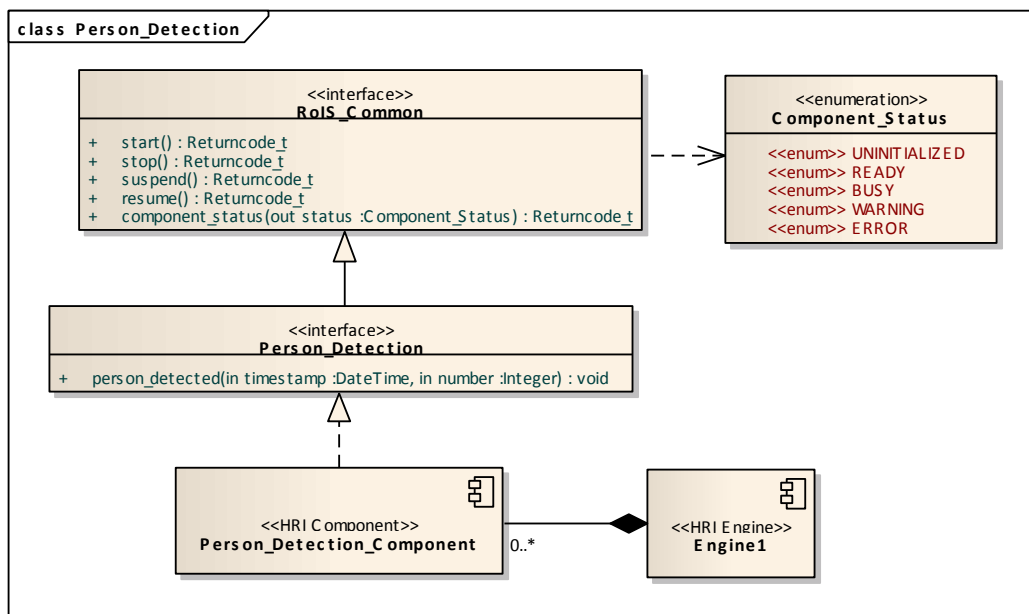 class Person_Detection
<<interface>>
RoIS_Common
+ start() : Returncode_t
+ stop() : Returncode_t
+ suspend() : Returncode_t
+ resume() : Returncode_t
+ component_status(out status :Component_Status) : Returncode_t
<<enumeration>>
Component_Status
<<enum>> UNINITIALIZED
<<enum>> READY
<<enum>> BUSY
<<enum>> WARNING
<<enum>> ERROR
<<interface>>
Person_Detection
+ person_detected(in timestamp :DateTime, in number :Integer) : void
<<HRI Component>>
Person_Detection_Component
0..*
<<HRI Engine>>
Engine1